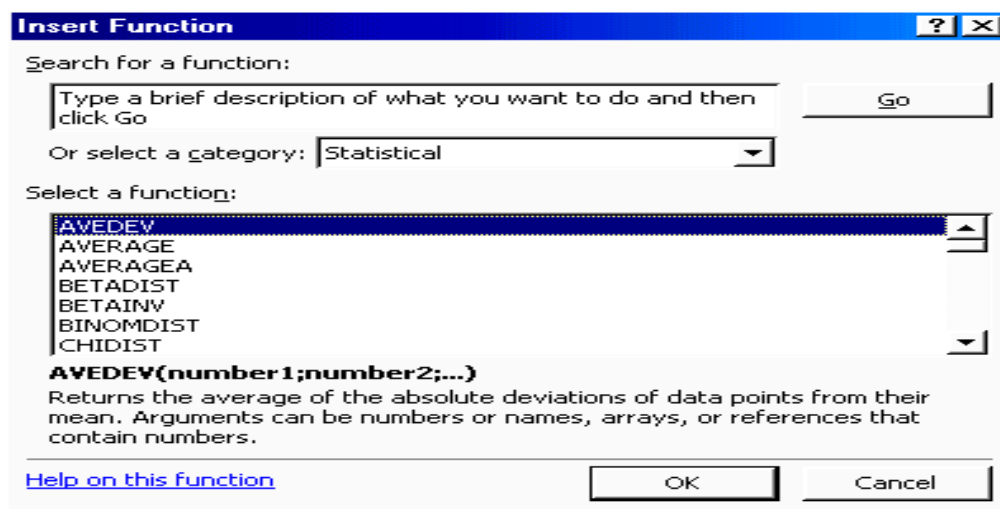 Insert Function
Search for a function:
Type a brief description of what you want to do and then
click Go
Go
Or select a category: Statistical
Select a function:
AVEDEV
AVERAGE
AVERAGEA
BETADIST
BETAINV
BINOMDIST
CHIDIST
AVEDEV(number1;number2;...)
Returns the average of the absolute deviations of data points from their
mean. Arguments can be numbers or names, arrays, or references that
contain numbers.
Help on this function
OK
Cancel